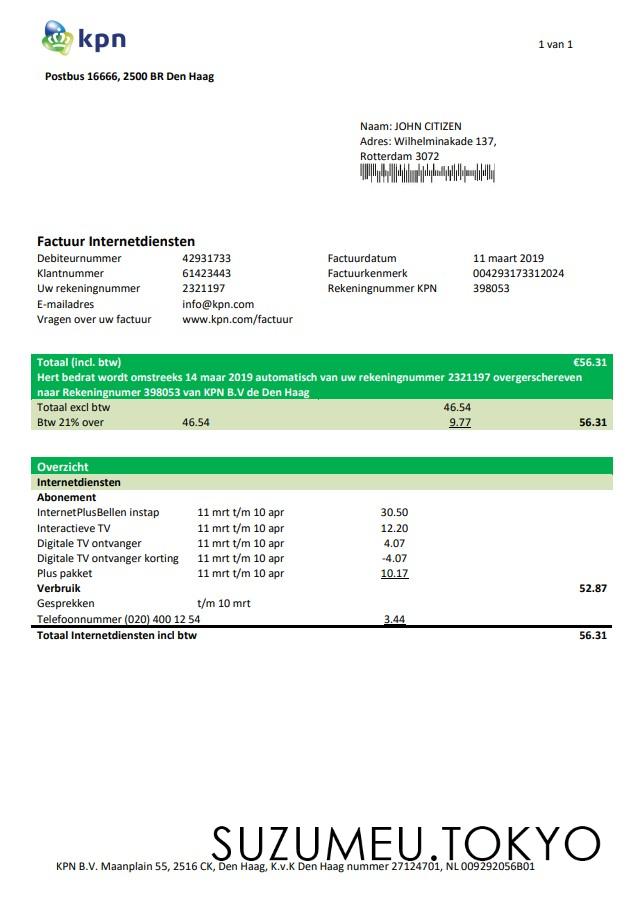 kpn
1 van 1
Postbus 16666, 2500 BR Den Haag
Naam: JOHN CITIZEN
Adres: Wilhelminakade 137,
Rotterdam 3072
Factuur Internetdiensten
Debiteurnummer 42931733 Factuurdatum 11 maart 2019
Klantnummer 61423443 Factuurkenmerk 004293173312024
Uw rekeningnummer 2321197 Rekeningnummer KPN 398053
E-mailadres info@kpn.com
Vragen over uw factuur www.kpn.com/factuur
Totaal (incl. btw) €56.31
Hert bedrat wordt omstreeks 14 maar 2019 automatisch van uw rekeningnummer 2321197 overgerschereven
naar Rekeningnumer 398053 van KPN B.V de Den Haag
Totaal excl btw 46.54
Btw 21% over 46.54 9.77 56.31
Overzicht
Internetdiensten
Abonement
InternetPlusBellen instap 11 mrt t/m 10 apr 30.50
Interactieve TV 11 mrt t/m 10 apr 12.20
Digitale TV ontvanger 11 mrt t/m 10 apr 4.07
Digitale TV ontvanger korting 11 mrt t/m 10 apr -4.07
Plus pakket 11 mrt t/m 10 apr 10.17
Verbruik 52.87
Gesprekken t/m 10 mrt
Telefoonnummer (020) 400 12 54 3.44
Totaal Internetdiensten incl btw 56.31
SUZUMEU.TOKYO
KPN B.V. Maanplain 55, 2516 CK, Den Haag, K.v.K Den Haag nummer 27124701, NL 009292056B01